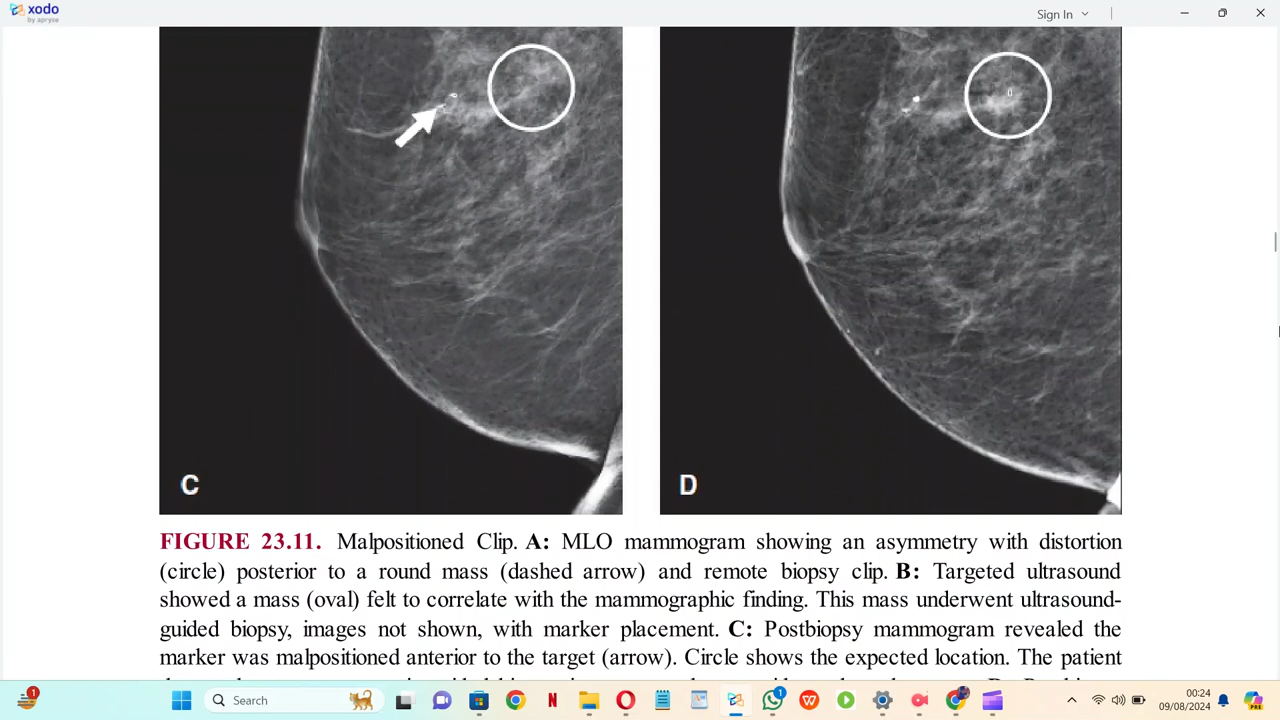 xodo
by apryse
Sign In
C
D
FIGURE 23.11. Malpositioned Clip. A: MLO mammogram showing an asymmetry with distortion
(circle) posterior to a round mass (dashed arrow) and remote biopsy clip. B: Targeted ultrasound
showed a mass (oval) felt to correlate with the mammographic finding. This mass underwent ultrasound-
guided biopsy, images not shown, with marker placement. C: Postbiopsy mammogram revealed the
marker was malpositioned anterior to the target (arrow). Circle shows the expected location. The patient
1
Search
1
00:24
09/08/2024